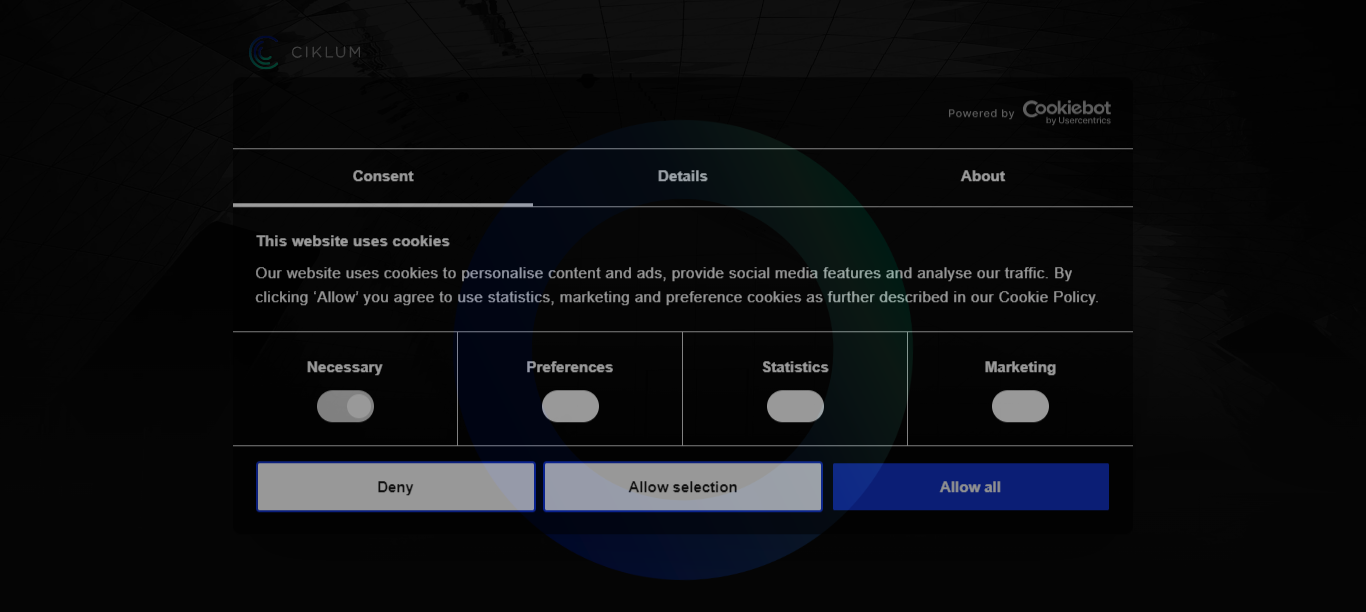 CIKLUM
Powered by Cookiebot
by Usercentrics
Consent Details About
This website uses cookies
Our website uses cookies to personalise content and ads, provide social media features and analyse our traffic. By
clicking ‘Allow’ you agree to use statistics, marketing and preference cookies as further described in our Cookie Policy.
Necessary Preferences Statistics Marketing
Deny Allow selection Allow all